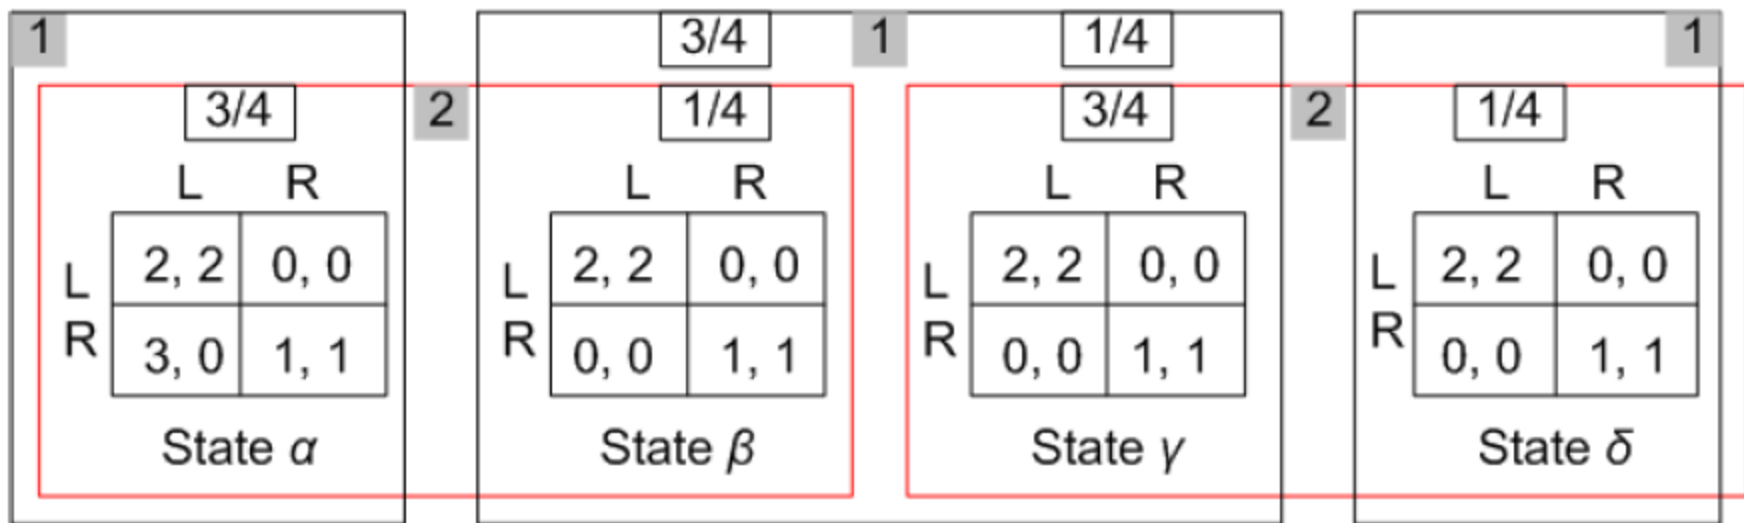 1 3/4 1 1/4 1
3/4 2 1/4 3/4 2 1/4
L R L R L R L R
L 2, 2 0, 0 L 2, 2 0, 0 L 2, 2 0, 0 L 2, 2 0, 0
R 3, 0 1, 1 R 0, 0 1, 1 R 0, 0 1, 1 R 0, 0 1, 1
State α State β State γ State δ